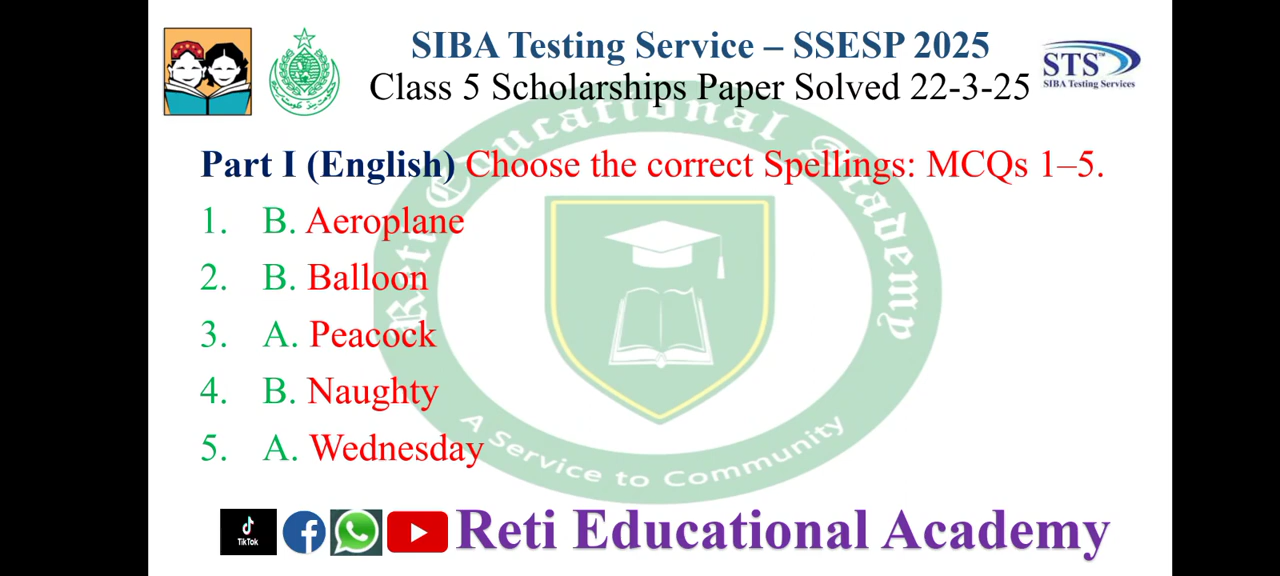 SIBA Testing Service – SSESP 2025
Class 5 Scholarships Paper Solved 22-3-25
STS™
SIBA Testing Services
Part I (English) Choose the correct Spellings: MCQs 1–5.
1. B. Aeroplane
2. B. Balloon
3. A. Peacock
4. B. Naughty
5. A. Wednesday
Reti Educational Academy
A Service to Community
TikTok
Reti Educational Academy